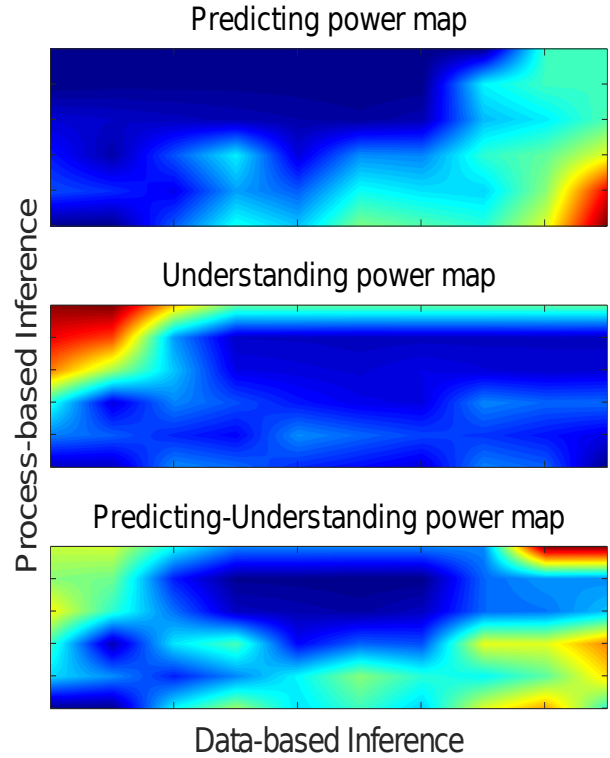 Predicting power map
Understanding power map
Process-based Inference
Predicting-Understanding power map
Data-based Inference